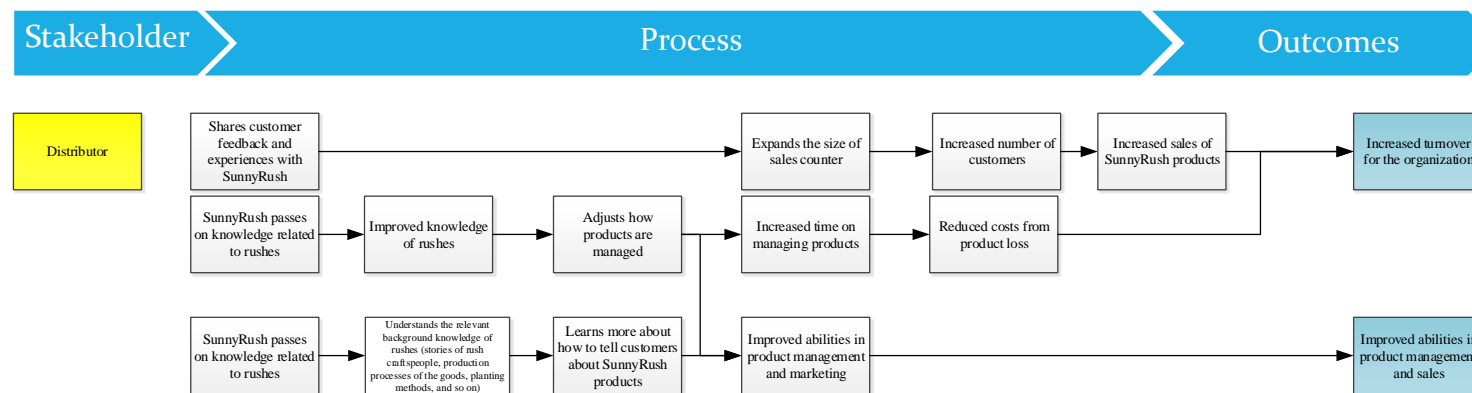 Stakeholder
Process
Outcomes
Distributor
Shares customer
feedback and
experiences with
SunnyRush
Expands the size of
sales counter
Increased number of
customers
Increased sales of
SunnyRush products
Increased turnover
for the organization
SunnyRush passes
on knowledge related
to rushes
Improved knowledge
of rushes
Adjusts how
products are
managed
Increased time on
managing products
Reduced costs from
product loss
SunnyRush passes
on knowledge related
to rushes
Understands the relevant
background knowledge of
rushes (stories of rush
craftspeople, production
processes of the goods, planting
methods, and so on)
Learns more about
how to tell customers
about SunnyRush
products
Improved abilities in
product management
and marketing
Improved abilities in
product management
and sales